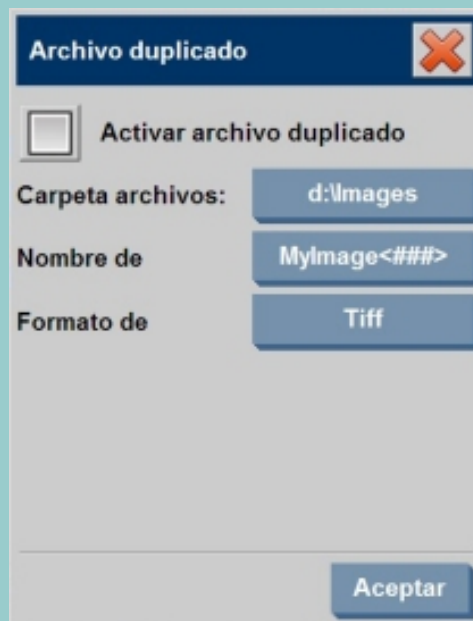 Archivo duplicado
Activar archivo duplicado
Carpeta archivos: d:\Images
Nombre de MyImage<###>
Formato de Tiff
Aceptar